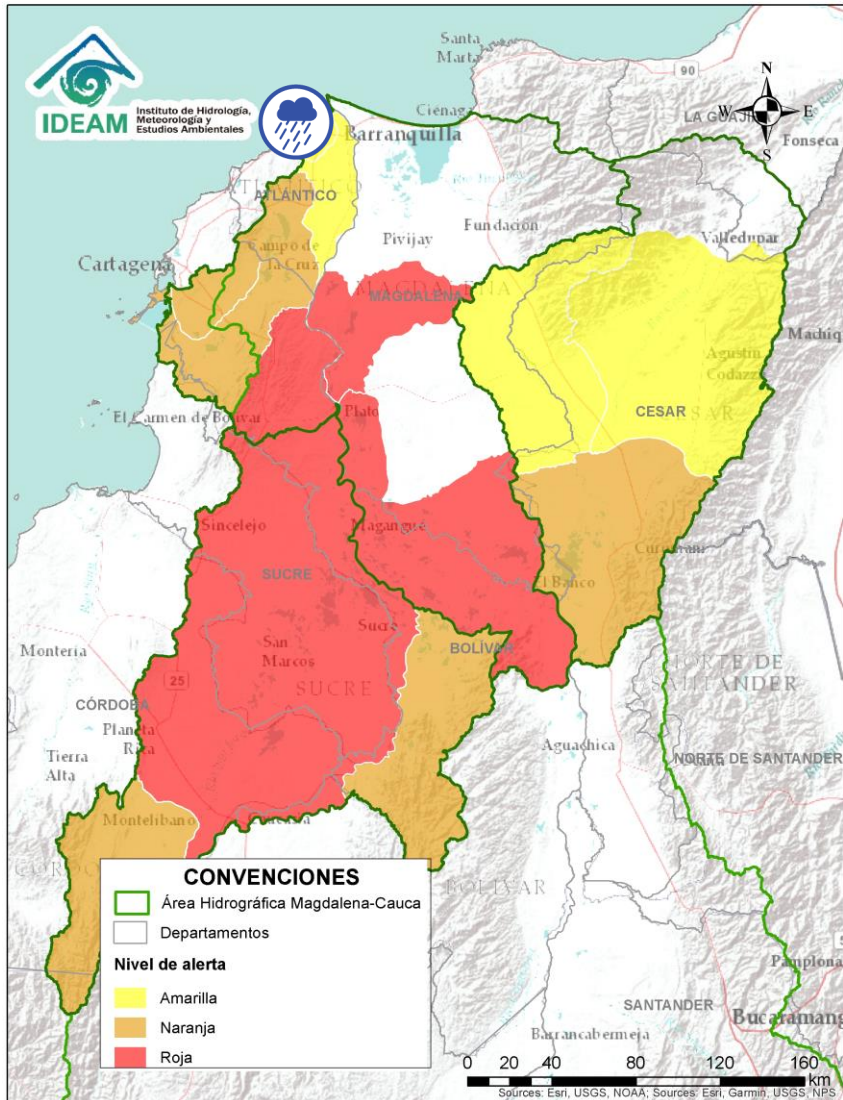 IDEAM
Instituto de Hidrología,
Meteorología y
Estudios Ambientales
Santa
Marta
90
N
W
E
S
Ciénaga
LA GUAJIRA
Barranquilla
Fonseca
ATLÁNTICO
Fundación
Pivijay
Valledupar
Cartagena
Campo de
la Cruz
MAGDALENA
Machiq
Agustín
Codazzi
El Carmen de Bolívar
Plato
CESAR
Sincelejo
Magangué
SUCRE
El Banco
Sucre
Montería
San
Marcos
BOLÍVAR
NORTE DE
SANTANDER
25
SUCRE
CÓRDOBA
Planeta
Rica
Aguachica
Tierra
Alta
NORTE DE SANTANDER
Montelíbano
BOLÍVAR
CONVENCIONES
Área Hidrográfica Magdalena-Cauca
Departamentos
Nivel de alerta
Amarilla
Naranja
Roja
Pamplona
SANTANDER
Bucaramang
Barrancabermeja
0 20 40 80 120 160
km
Sources: Esri, USGS, NOAA; Sources: Esri, Garmin, USGS, NPS